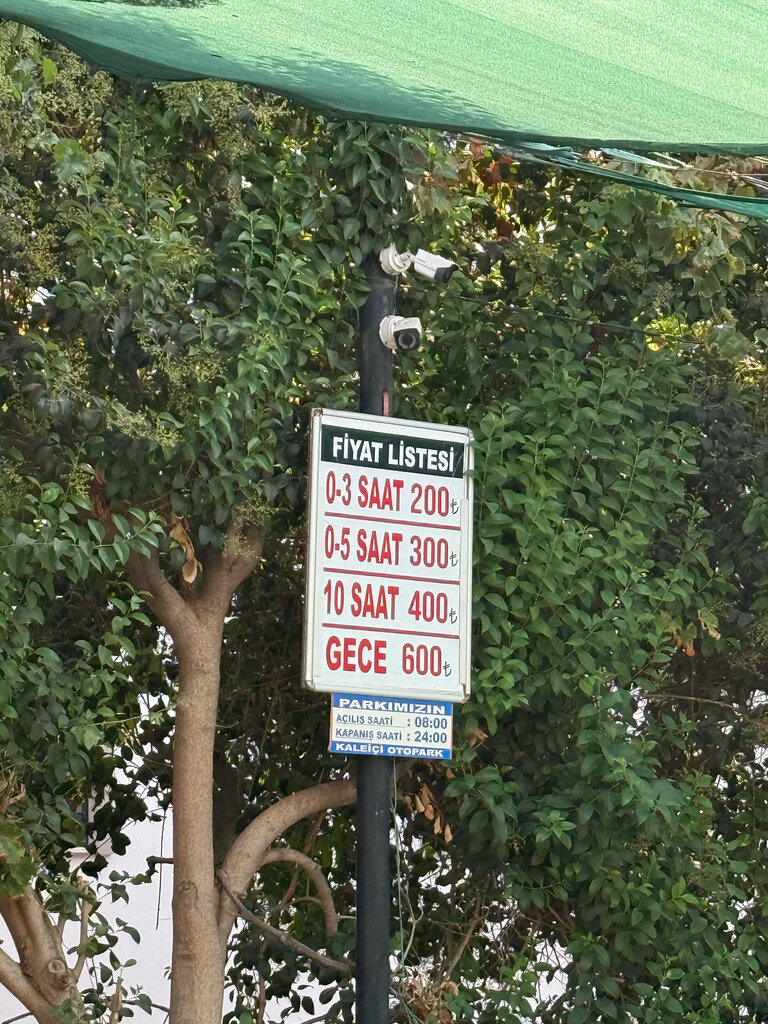 FİYAT LİSTESİ
0-3 SAAT 200₺
0-5 SAAT 300₺
10 SAAT 400₺
GECE 600₺
PARKIMIZIN
AÇILIŞ SAATİ : 08:00
KAPANIŞ SAATİ : 24:00
KALEİÇİ OTOPARK